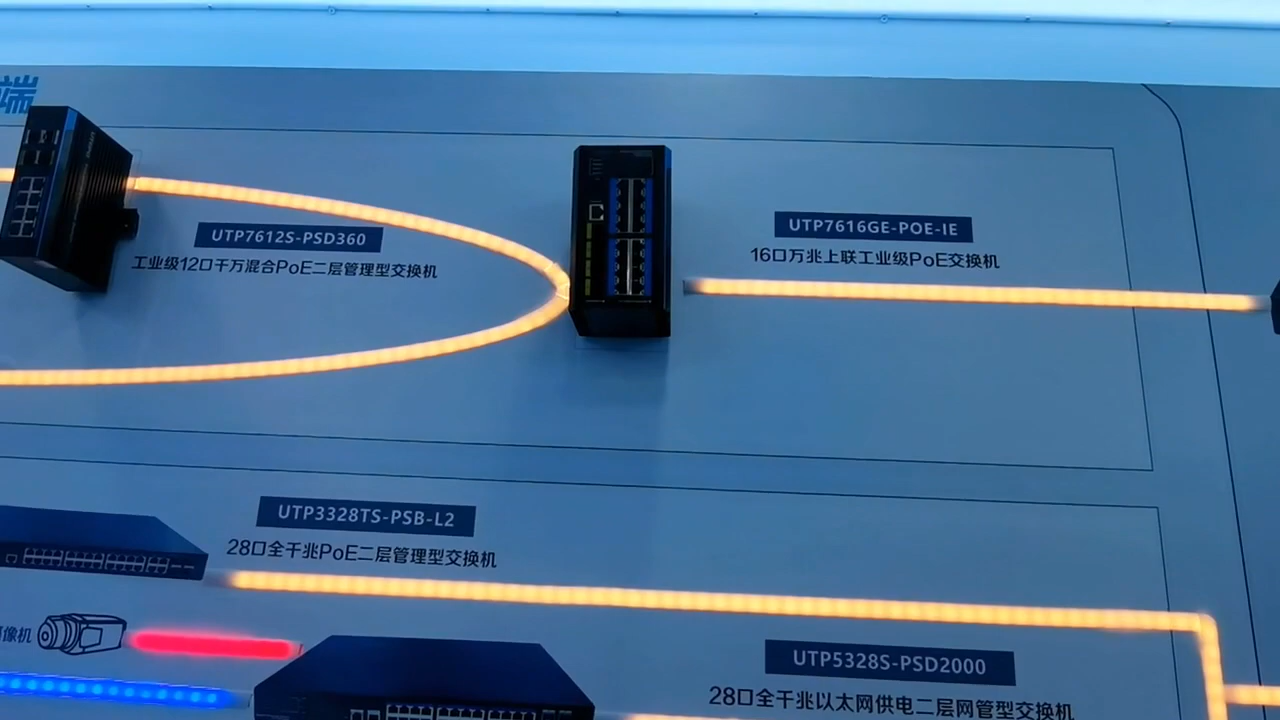 端
UTP7612S-PSD360
工业级12口千万混合PoE二层管理型交换机
UTP7616GE-POE-IE
16口万兆上联工业级PoE交换机
UTP3328TS-PSB-L2
28口全千兆PoE二层管理型交换机
像机
UTP5328S-PSD2000
28口全千兆以太网供电二层网管型交换机